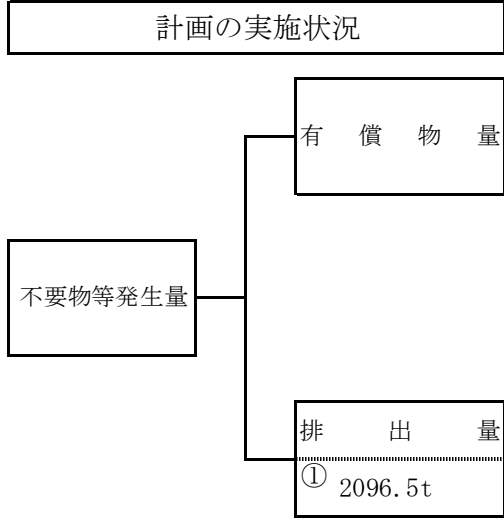 計画の実施状況
有償物量
不要物等発生量
排出量
① 2096.5t